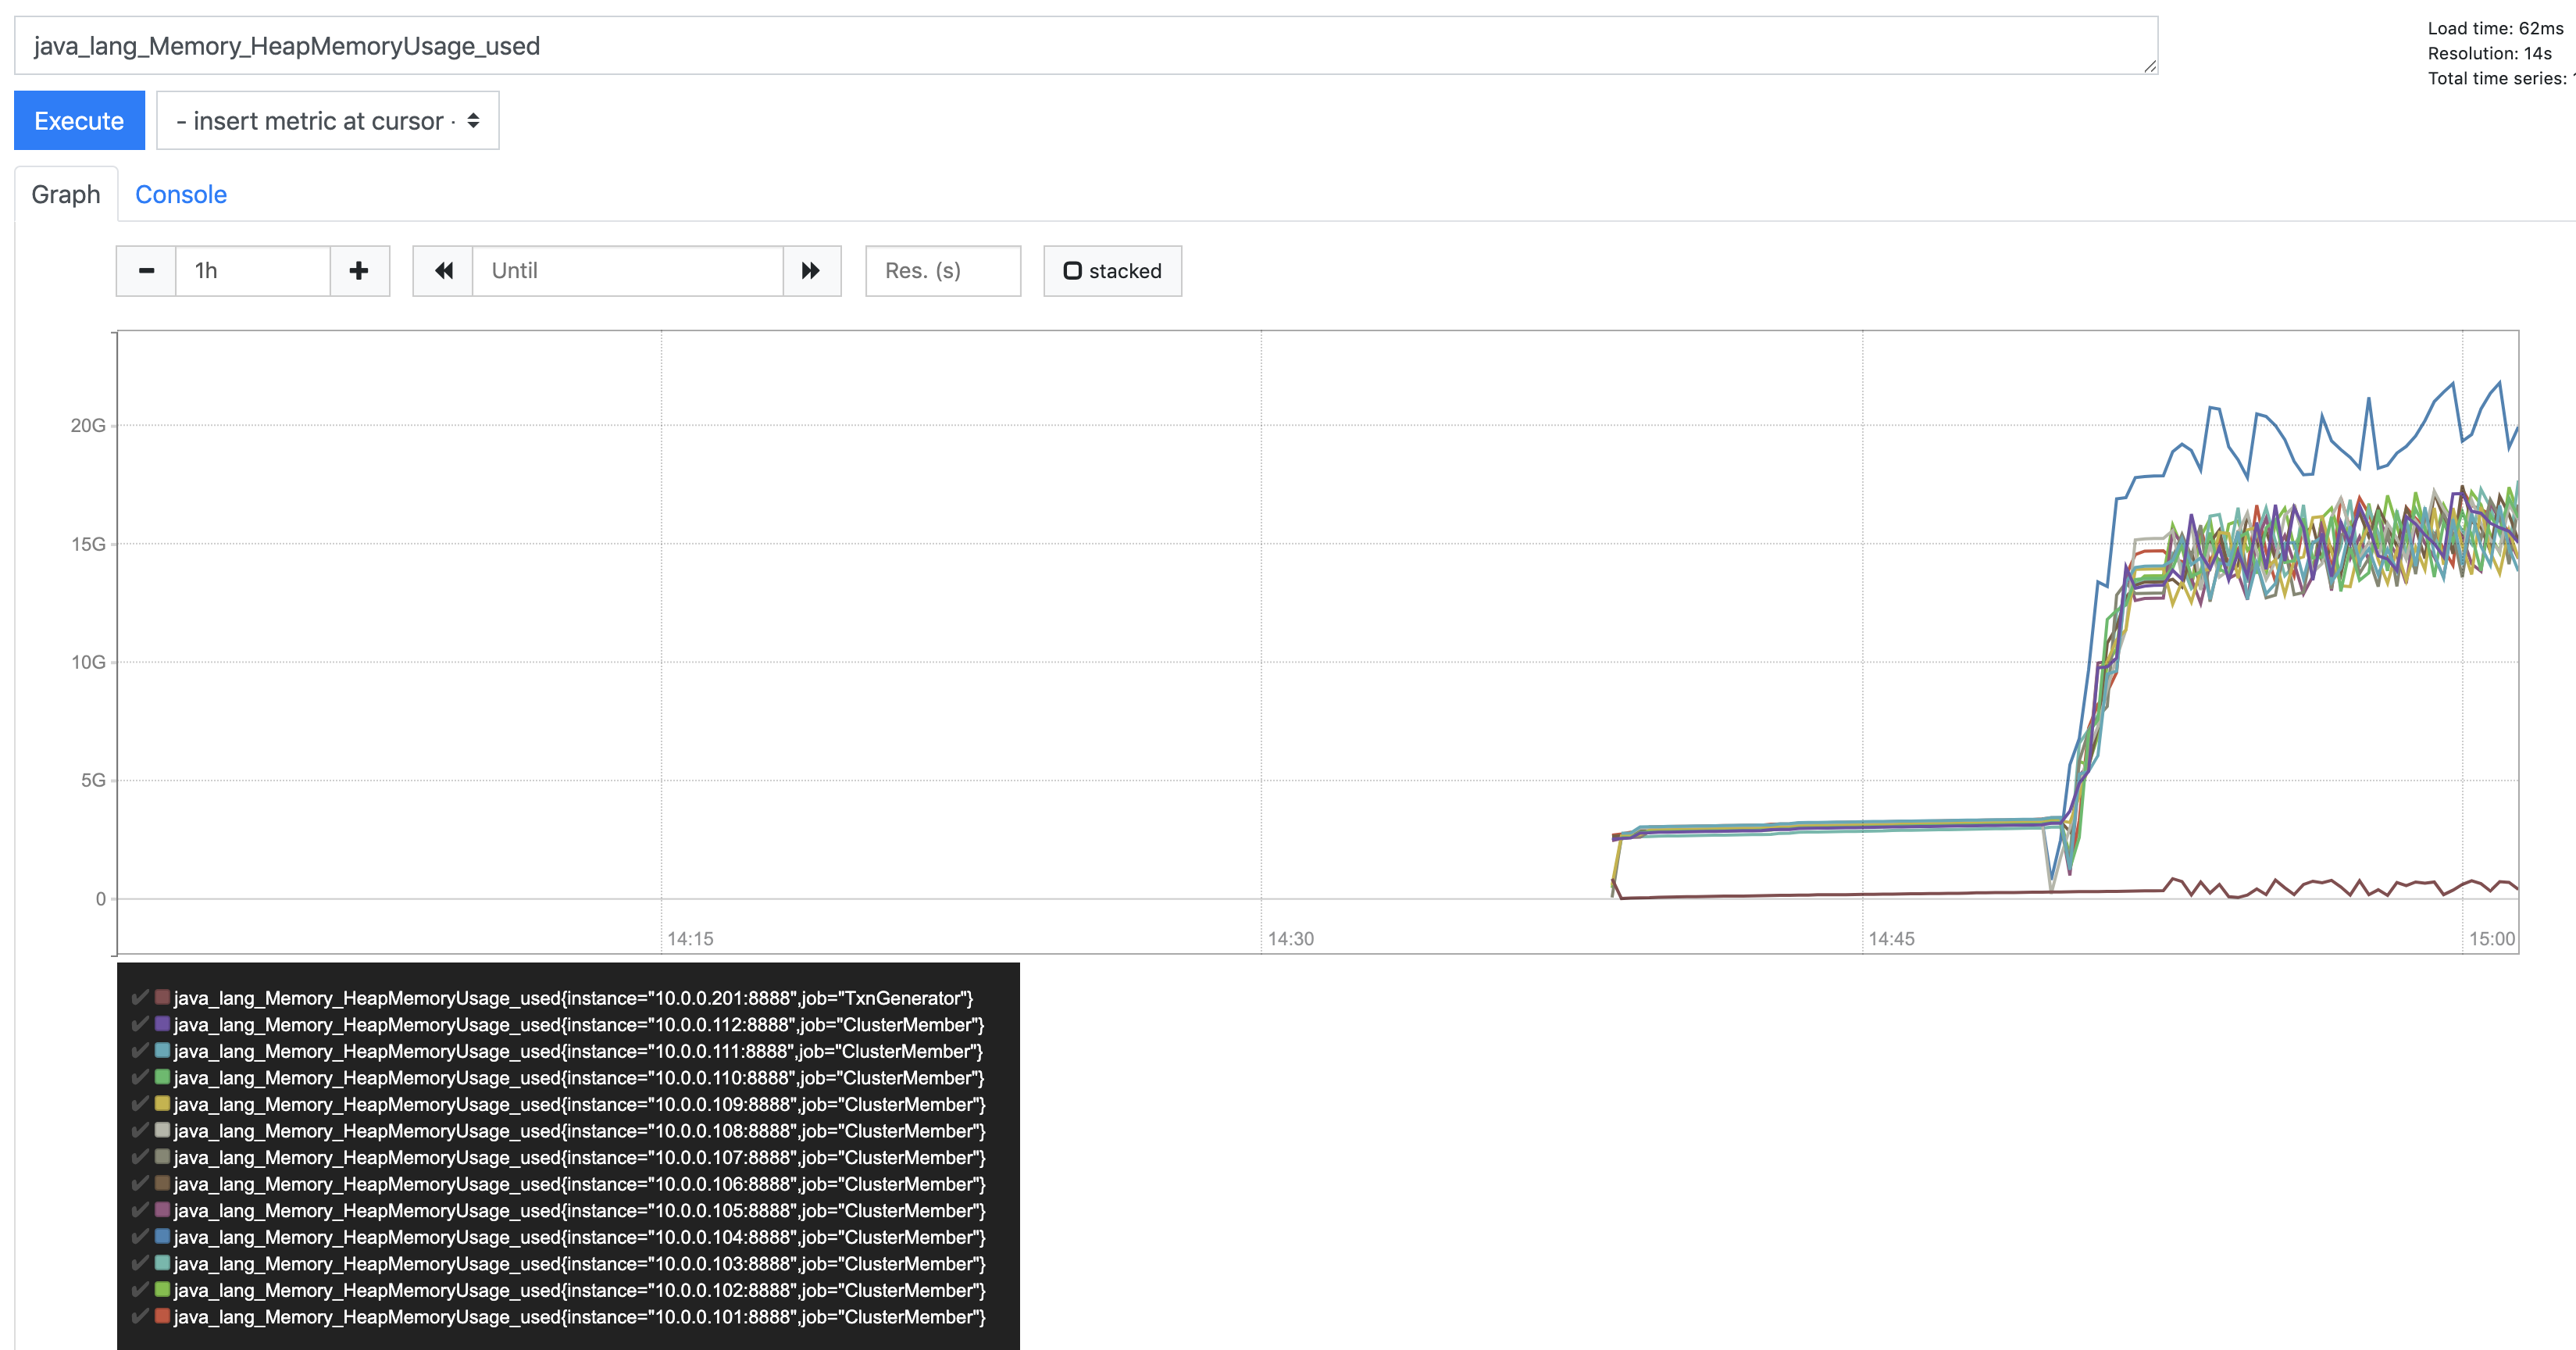 java_lang_Memory_HeapMemoryUsage_used
Load time: 62ms
Resolution: 14s
Total time series:
Execute
- insert metric at cursor -
Graph
Console
1h
Until
Res. (s)
stacked
20G
15G
10G
5G
0
14:15
14:30
14:45
15:00
java_lang_Memory_HeapMemoryUsage_used{instance="10.0.0.201:8888",job="TxnGenerator"}
java_lang_Memory_HeapMemoryUsage_used{instance="10.0.0.112:8888",job="ClusterMember"}
java_lang_Memory_HeapMemoryUsage_used{instance="10.0.0.111:8888",job="ClusterMember"}
java_lang_Memory_HeapMemoryUsage_used{instance="10.0.0.110:8888",job="ClusterMember"}
java_lang_Memory_HeapMemoryUsage_used{instance="10.0.0.109:8888",job="ClusterMember"}
java_lang_Memory_HeapMemoryUsage_used{instance="10.0.0.108:8888",job="ClusterMember"}
java_lang_Memory_HeapMemoryUsage_used{instance="10.0.0.107:8888",job="ClusterMember"}
java_lang_Memory_HeapMemoryUsage_used{instance="10.0.0.106:8888",job="ClusterMember"}
java_lang_Memory_HeapMemoryUsage_used{instance="10.0.0.105:8888",job="ClusterMember"}
java_lang_Memory_HeapMemoryUsage_used{instance="10.0.0.104:8888",job="ClusterMember"}
java_lang_Memory_HeapMemoryUsage_used{instance="10.0.0.103:8888",job="ClusterMember"}
java_lang_Memory_HeapMemoryUsage_used{instance="10.0.0.102:8888",job="ClusterMember"}
java_lang_Memory_HeapMemoryUsage_used{instance="10.0.0.101:8888",job="ClusterMember"}